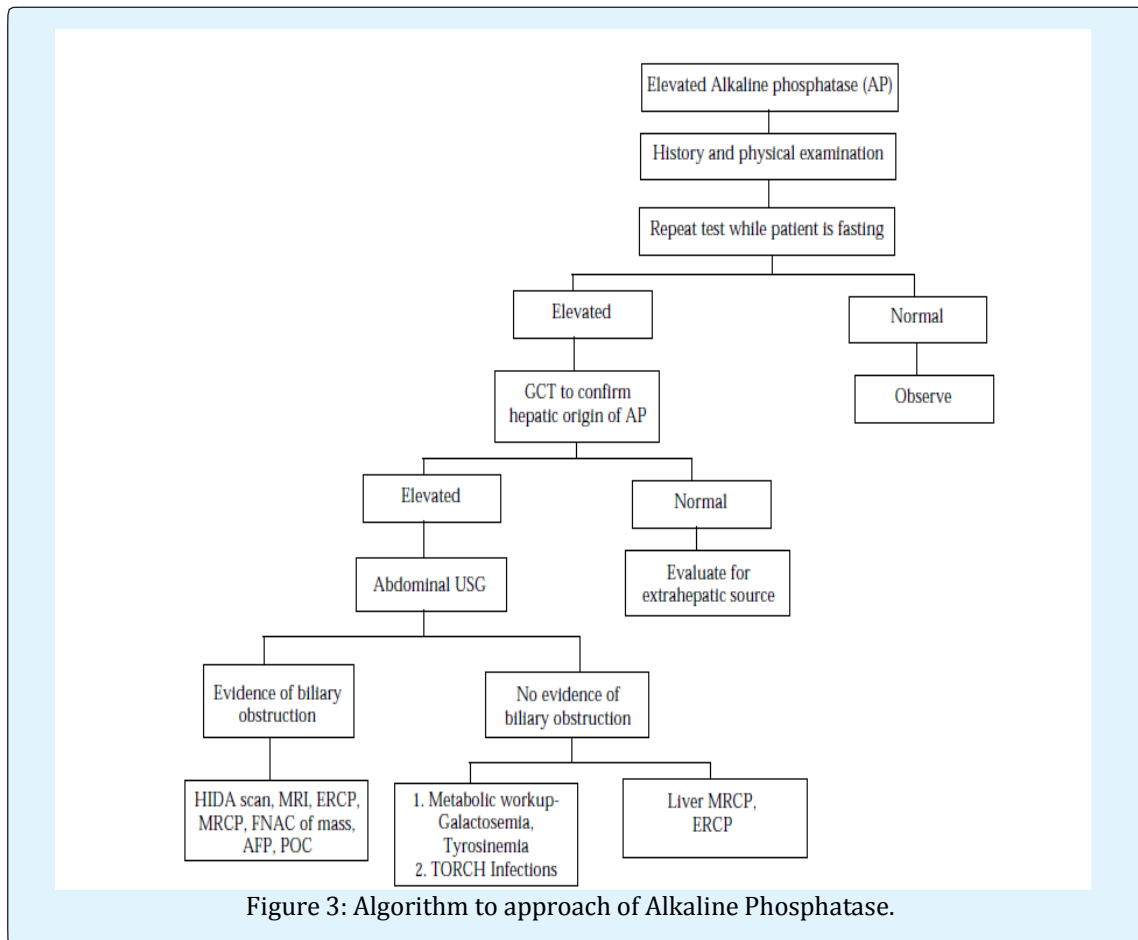 Elevated Alkaline phosphatase (AP)
History and physical examination
Repeat test while patient is fasting
Elevated
Normal
GCT to confirm
hepatic origin of AP
Observe
Elevated
Normal
Abdominal USG
Evaluate for
extrahepatic source
Evidence of biliary
obstruction
No evidence of
biliary obstruction
HIDA scan, MRI, ERCP,
MRCP, FNAC of mass,
AFP, POC
1. Metabolic workup-
Galactosemia,
Tyrosinemia
2. TORCH Infections
Liver MRCP,
ERCP
Figure 3: Algorithm to approach of Alkaline Phosphatase.